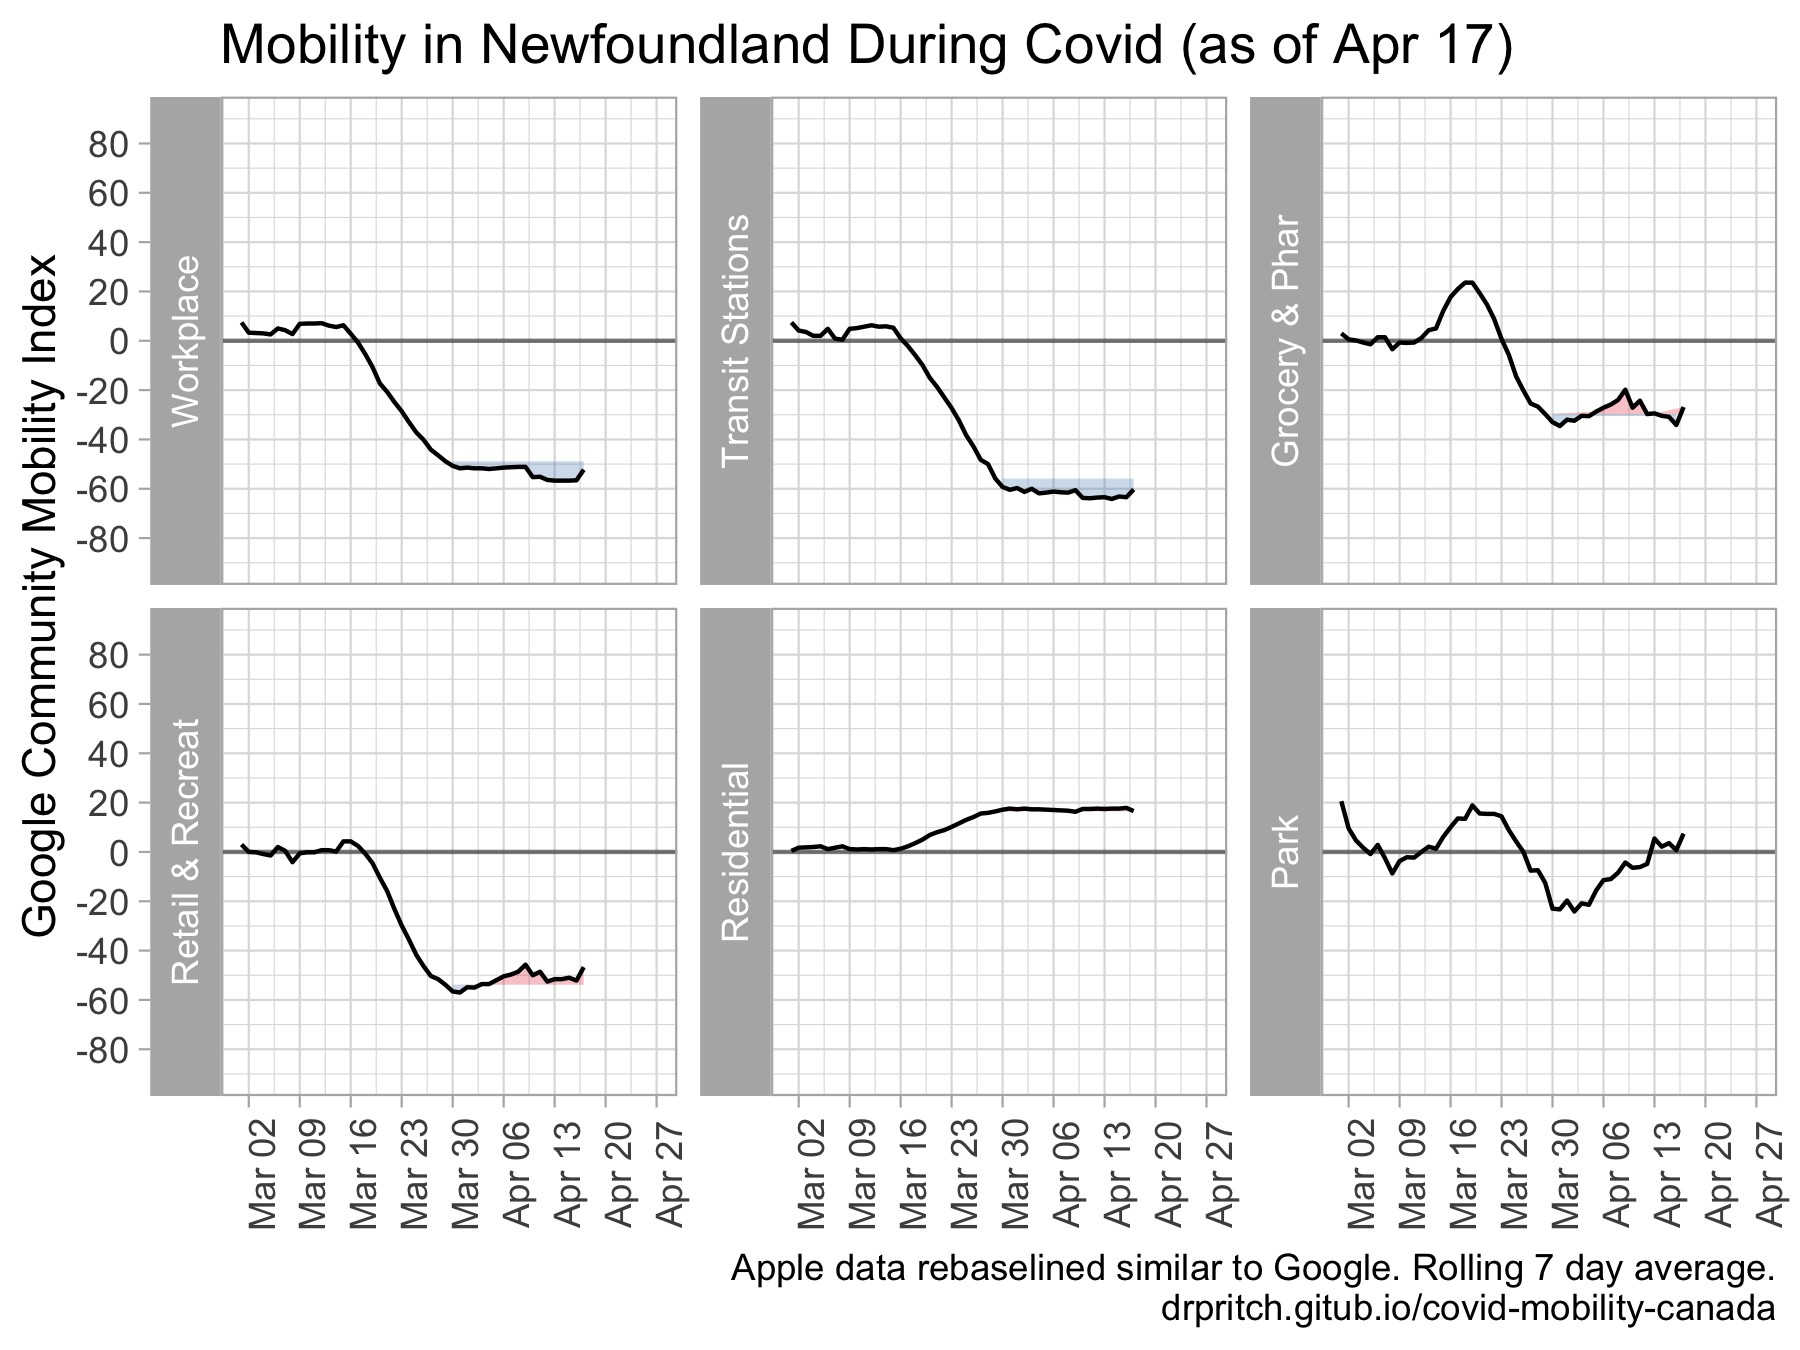 Mobility in Newfoundland During Covid (as of Apr 17)
Google Community Mobility Index
80
60
40
20
0
-20
-40
-60
-80
Workplace
Transit Stations
Grocery & Phar
80
60
40
20
0
-20
-40
-60
-80
Retail & Recreat
Residential
Park
Mar 02
Mar 09
Mar 16
Mar 23
Mar 30
Apr 06
Apr 13
Apr 20
Apr 27
Mar 02
Mar 09
Mar 16
Mar 23
Mar 30
Apr 06
Apr 13
Apr 20
Apr 27
Mar 02
Mar 09
Mar 16
Mar 23
Mar 30
Apr 06
Apr 13
Apr 20
Apr 27
Apple data rebaselined similar to Google. Rolling 7 day average.
drpritch.gitub.io/covid-mobility-canada